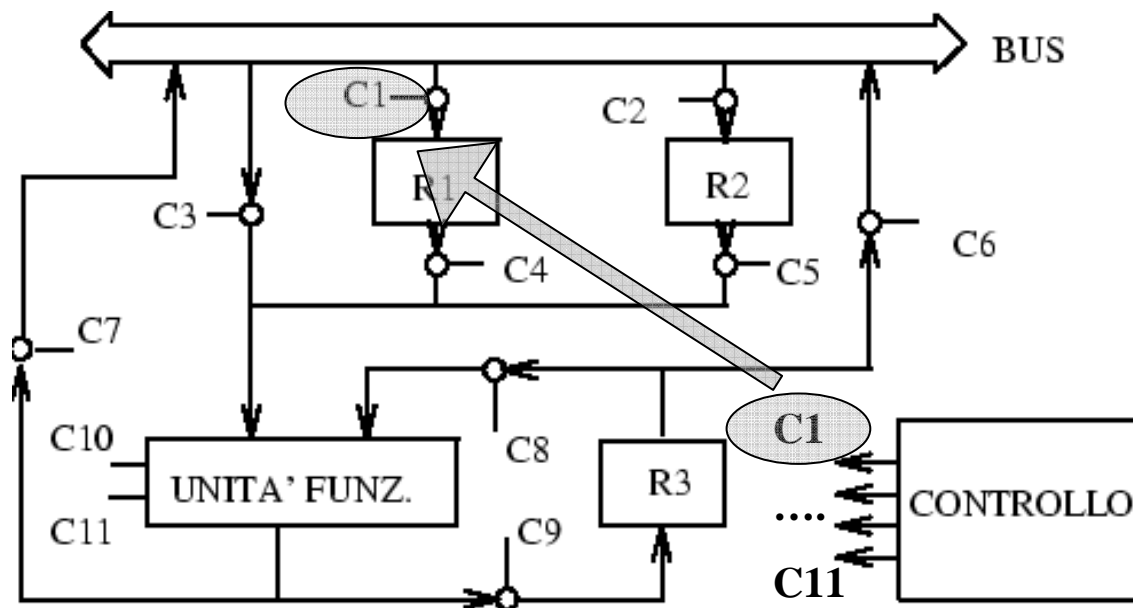 BUS
C1
C2
R1
R2
C3
C4
C5
C6
C7
C8
C1
C10
UNITA' FUNZ.
R3
CONTROLLO
C11
C9
....
C11